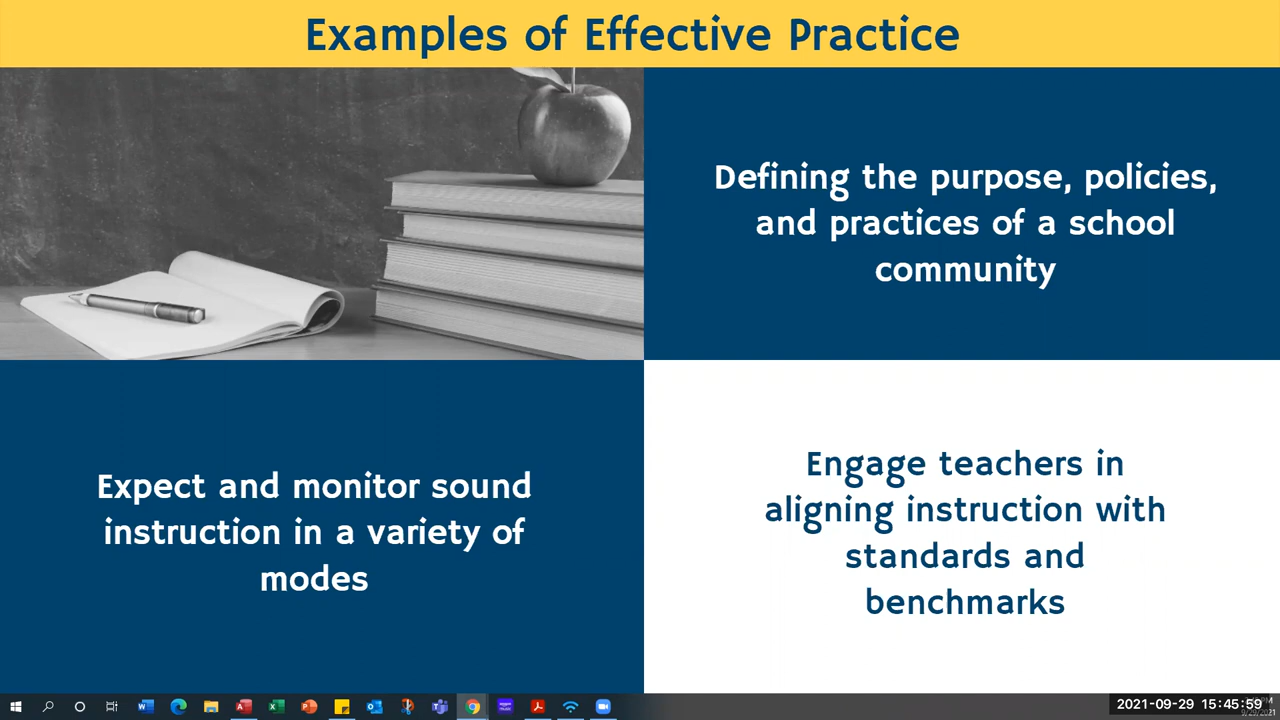 Examples of Effective Practice
Defining the purpose, policies,
and practices of a school
community
Expect and monitor sound
instruction in a variety of
modes
Engage teachers in
aligning instruction with
standards and
benchmarks
2021-09-29 15:45:59